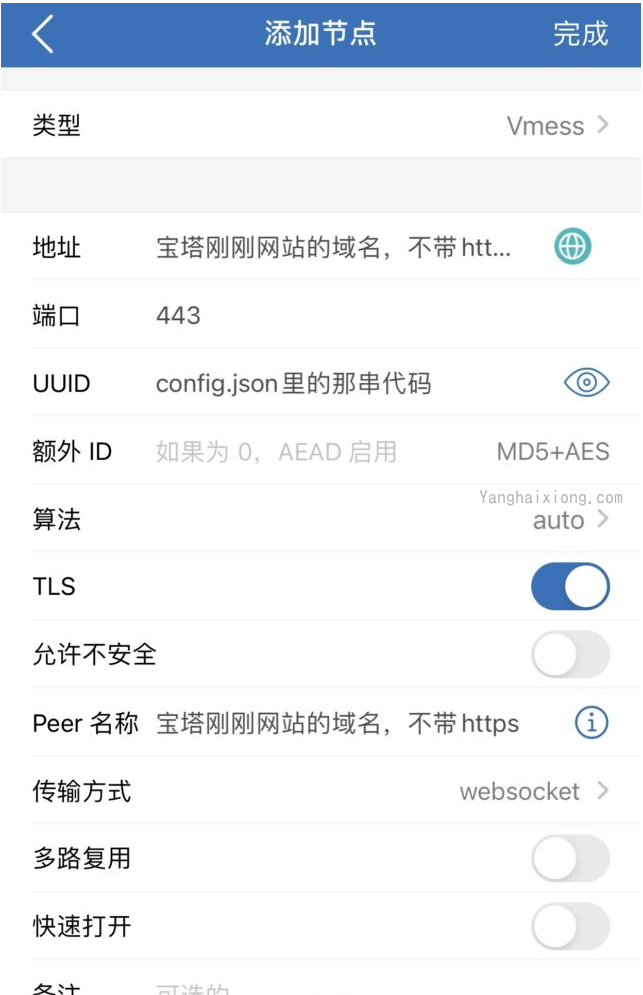 添加节点 完成
类型 Vmess
地址 宝塔刚刚网站的域名，不带htt...
端口 443
UUID config.json里的那串代码
额外 ID 如果为 0，AEAD 启用 MD5+AES
Yanghaixiong.com
算法 auto
TLS
允许不安全
Peer 名称 宝塔刚刚网站的域名，不带https
传输方式 websocket
多路复用
快速打开
备注 可选的